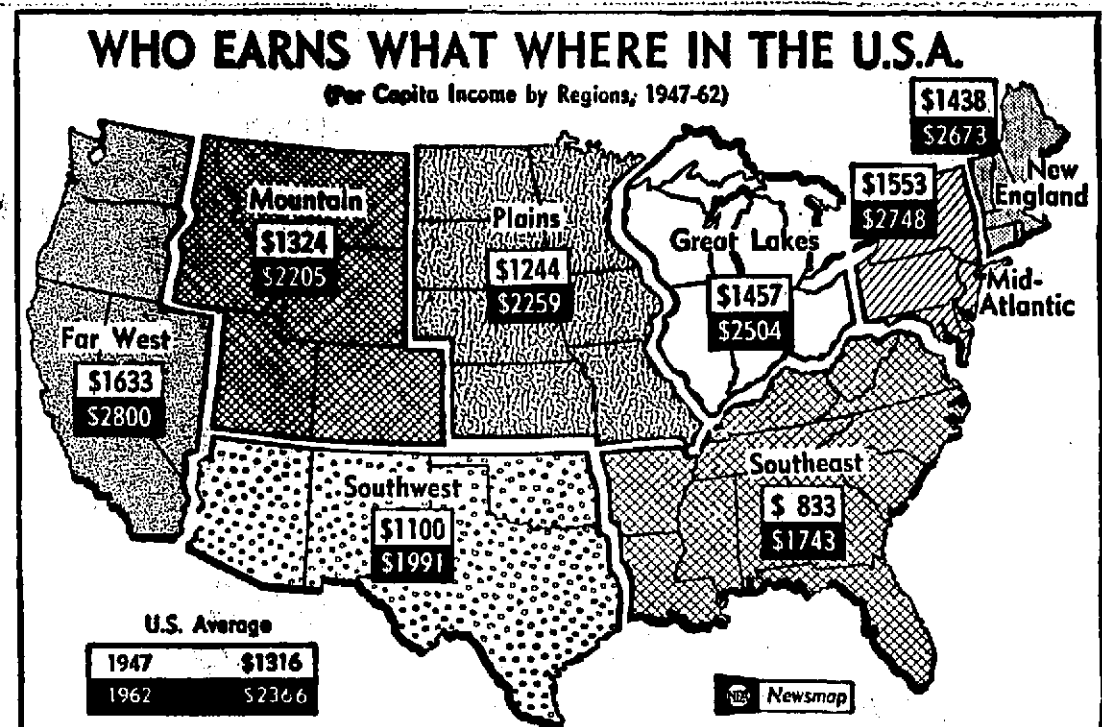 WHO EARNS WHAT WHERE IN THE U.S.A.
(Per Capita Income by Regions, 1947-62)
$1438
$2673
New
England
$1553
$2748
Mid-
Atlantic
Mountain
$1324
$2205
Plains
$1244
$2259
Great Lakes
$1457
$2504
Far West
$1633
$2800
Southwest
$1100
$1991
Southeast
$ 833
$1743
U.S. Average
1947 $1316
1962 $2366
NEA Newsmap